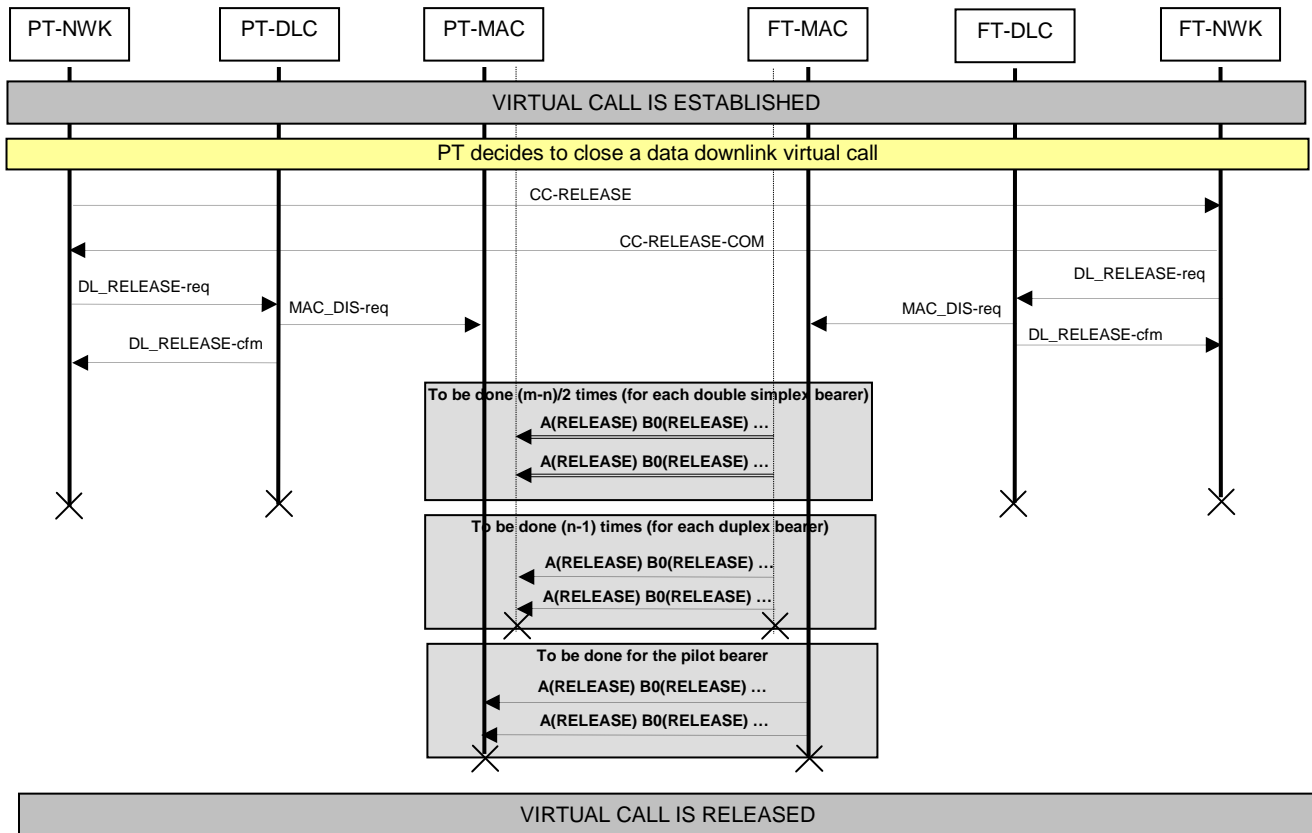 PT-NWK
PT-DLC
PT-MAC
FT-MAC
FT-DLC
FT-NWK
VIRTUAL CALL IS ESTABLISHED
PT decides to close a data downlink virtual call
CC-RELEASE
CC-RELEASE-COM
DL_RELEASE-req
DL_RELEASE-req
MAC_DIS-req
MAC_DIS-req
DL_RELEASE-cfm
DL_RELEASE-cfm
To be done (m-n)/2 times (for each double simplex bearer)
A(RELEASE) B0(RELEASE) …
A(RELEASE) B0(RELEASE) …
To be done (n-1) times (for each duplex bearer)
A(RELEASE) B0(RELEASE) …
A(RELEASE) B0(RELEASE) …
To be done for the pilot bearer
A(RELEASE) B0(RELEASE) …
A(RELEASE) B0(RELEASE) …
VIRTUAL CALL IS RELEASED